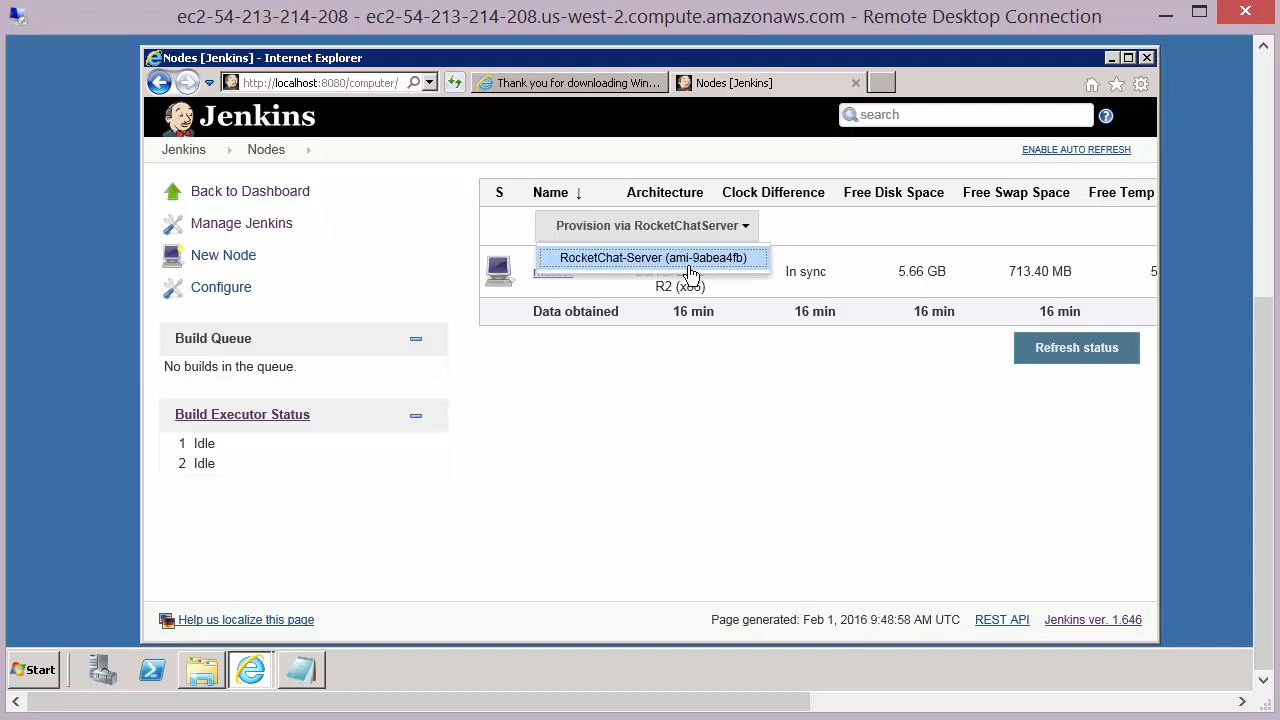 ec2-54-213-214-208 - ec2-54-213-214-208.us-west-2.compute.amazonaws.com - Remote Desktop Connection
Nodes [Jenkins] - Internet Explorer
http://localhost:8080/computer/
Thank you for downloading Win...
Nodes [Jenkins]
Jenkins
search
Jenkins
Nodes
ENABLE AUTO REFRESH
Back to Dashboard
Manage Jenkins
New Node
Configure
S Name ↓ Architecture Clock Difference Free Disk Space Free Swap Space Free Temp
Provision via RocketChatServer
RocketChat-Server (ami-9abea4fb)
In sync 5.66 GB 713.40 MB 5
R2
Data obtained 16 min 16 min 16 min 16 min
Refresh status
Build Queue
No builds in the queue.
Build Executor Status
1 Idle
2 Idle
Help us localize this page
Page generated: Feb 1, 2016 9:48:58 AM UTC
REST API
Jenkins ver. 1.646
Start